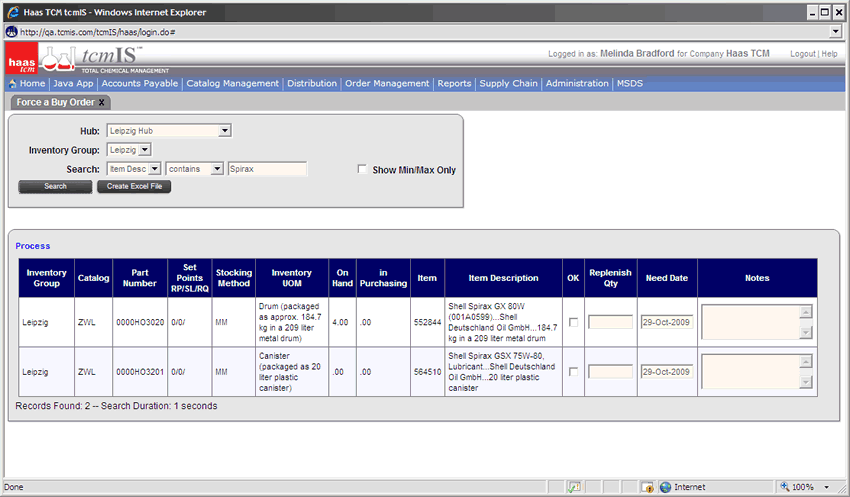 Haas TCM tcmIS - Windows Internet Explorer
http://qa.tcmis.com/tcmIS/haas/login.do#
haas tcm tcmIS™ TOTAL CHEMICAL MANAGEMENT
Logged in as: Melinda Bradford for Company Haas TCM Logout | Help
Home | Java App | Accounts Payable | Catalog Management | Distribution | Order Management | Reports | Supply Chain | Administration | MSDS
Force a Buy Order x
Hub: Leipzig Hub
Inventory Group: Leipzig
Search: Item Desc contains Spirax Show Min/Max Only
Search Create Excel File
Process
Inventory Group Catalog Part Number Set Points RP/SL/RQ Stocking Method Inventory UOM On Hand in Purchasing Item Item Description OK Replenish Qty Need Date Notes
Leipzig ZWL 0000HO3020 0/0/ MM Drum (packaged as approx. 184.7 kg in a 209 liter metal drum) 4.00 .00 552844 Shell Spirax GX 80W (001A0599)...Shell Deutschland Oil GmbH...184.7 kg in a 209 liter metal drum 29-Oct-2009
Leipzig ZWL 0000HO3201 0/0/ MM Canister (packaged as 20 liter plastic canister) .00 .00 564510 Shell Spirax GSX 75W-80, Lubricant...Shell Deutschland Oil GmbH...20 liter plastic canister 29-Oct-2009
Records Found: 2 -- Search Duration: 1 seconds
Done Internet 100%